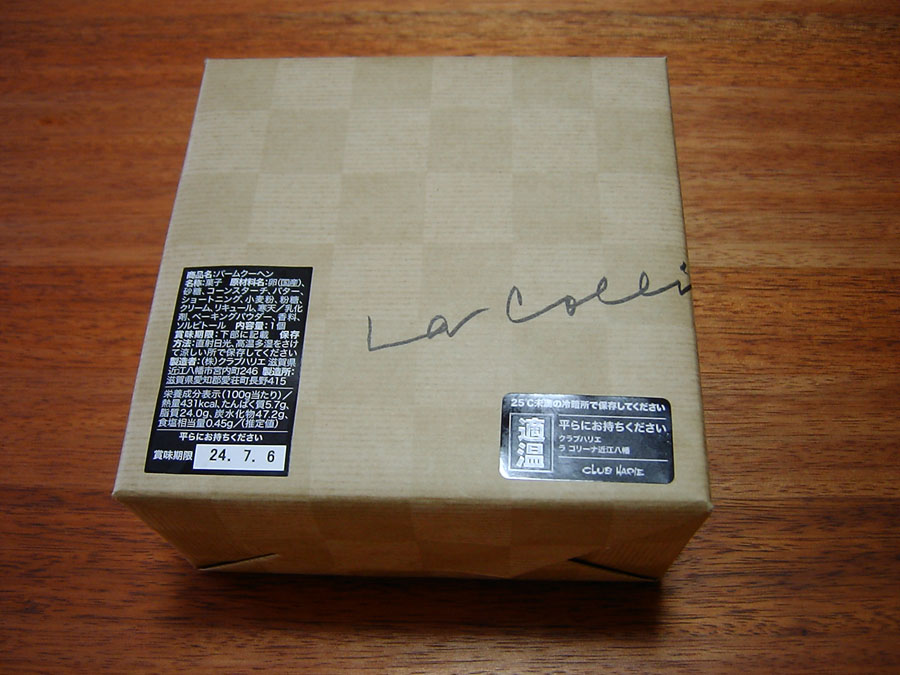 La Colli
商品名:バームクーヘン
名称:菓子 原材料名:卵(国産)、
砂糖、コーンスターチ、バター、
ショートニング、小麦粉、粉糖、
クリーム、リキュール、寒天/乳化
剤、ベーキングパウダー、香料、
ソルビトール 内容量:1個
賞味期限:下部に記載 保存
方法:直射日光、高温多湿をさけ
て涼しい所で保存してください
製造者:(株)クラブハリエ 滋賀県
近江八幡市宮内町246 製造所:
滋賀県愛知郡愛荘町長野415
栄養成分表示(100g当たり)/
熱量431kcal、たんぱく質5.7g、
脂質24.0g、炭水化物47.2g、
食塩相当量0.45g/(推定値)
平らにお持ちください
賞味期限 24. 7. 6
25℃未満の冷暗所で保存してください
適温
平らにお持ちください
クラブハリエ
ラ コリーナ近江八幡
CLUB HARIE